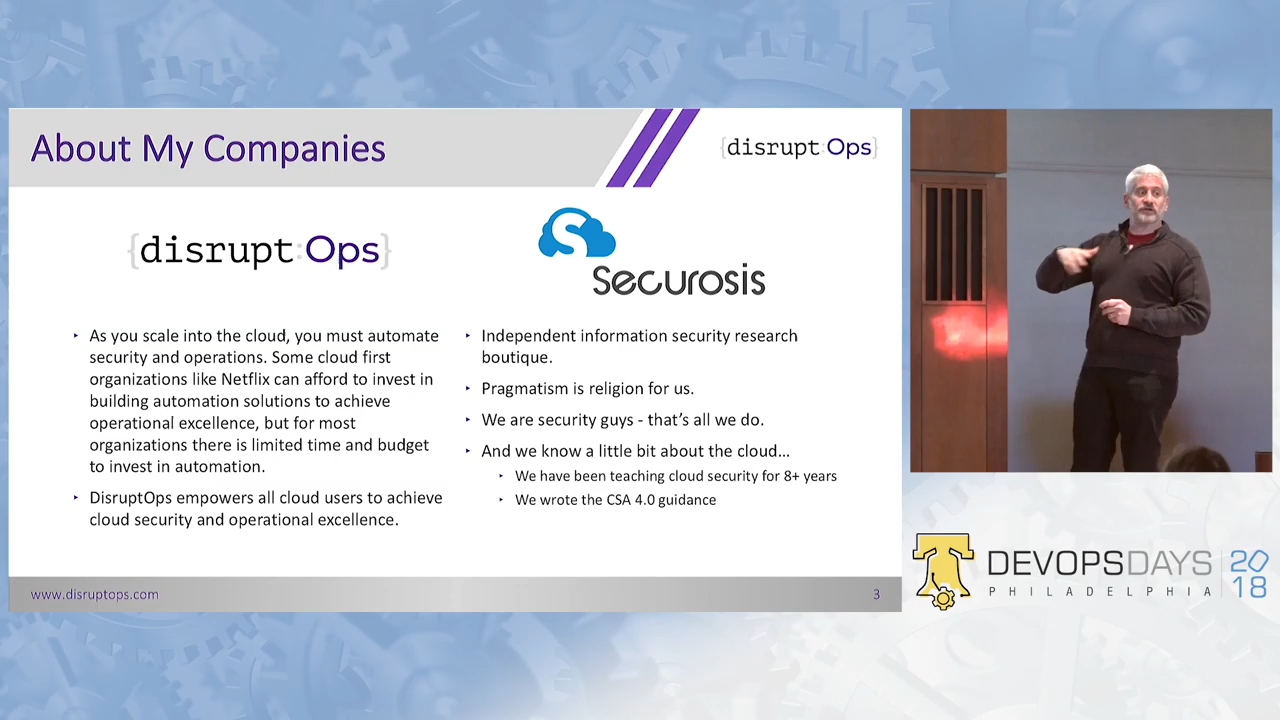 About My Companies
{disrupt:Ops}
{disrupt:Ops}
Securosis
‣ As you scale into the cloud, you must automate
security and operations. Some cloud first
organizations like Netflix can afford to invest in
building automation solutions to achieve
operational excellence, but for most
organizations there is limited time and budget
to invest in automation.
‣ DisruptOps empowers all cloud users to achieve
cloud security and operational excellence.
‣ Independent information security research
boutique.
‣ Pragmatism is religion for us.
‣ We are security guys - that’s all we do.
‣ And we know a little bit about the cloud…
‣ We have been teaching cloud security for 8+ years
‣ We wrote the CSA 4.0 guidance
www.disruptops.com
3
DEVOPSDAYS
PHILADELPHIA
20
18